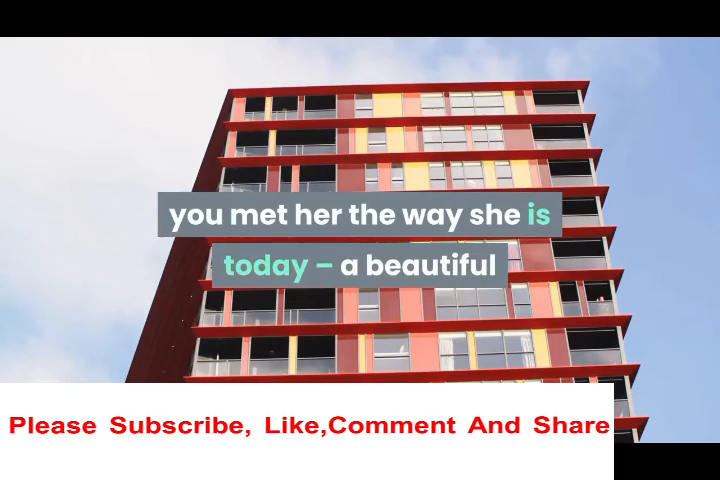 you met her the way she is
today – a beautiful
Please Subscribe, Like,Comment And Share